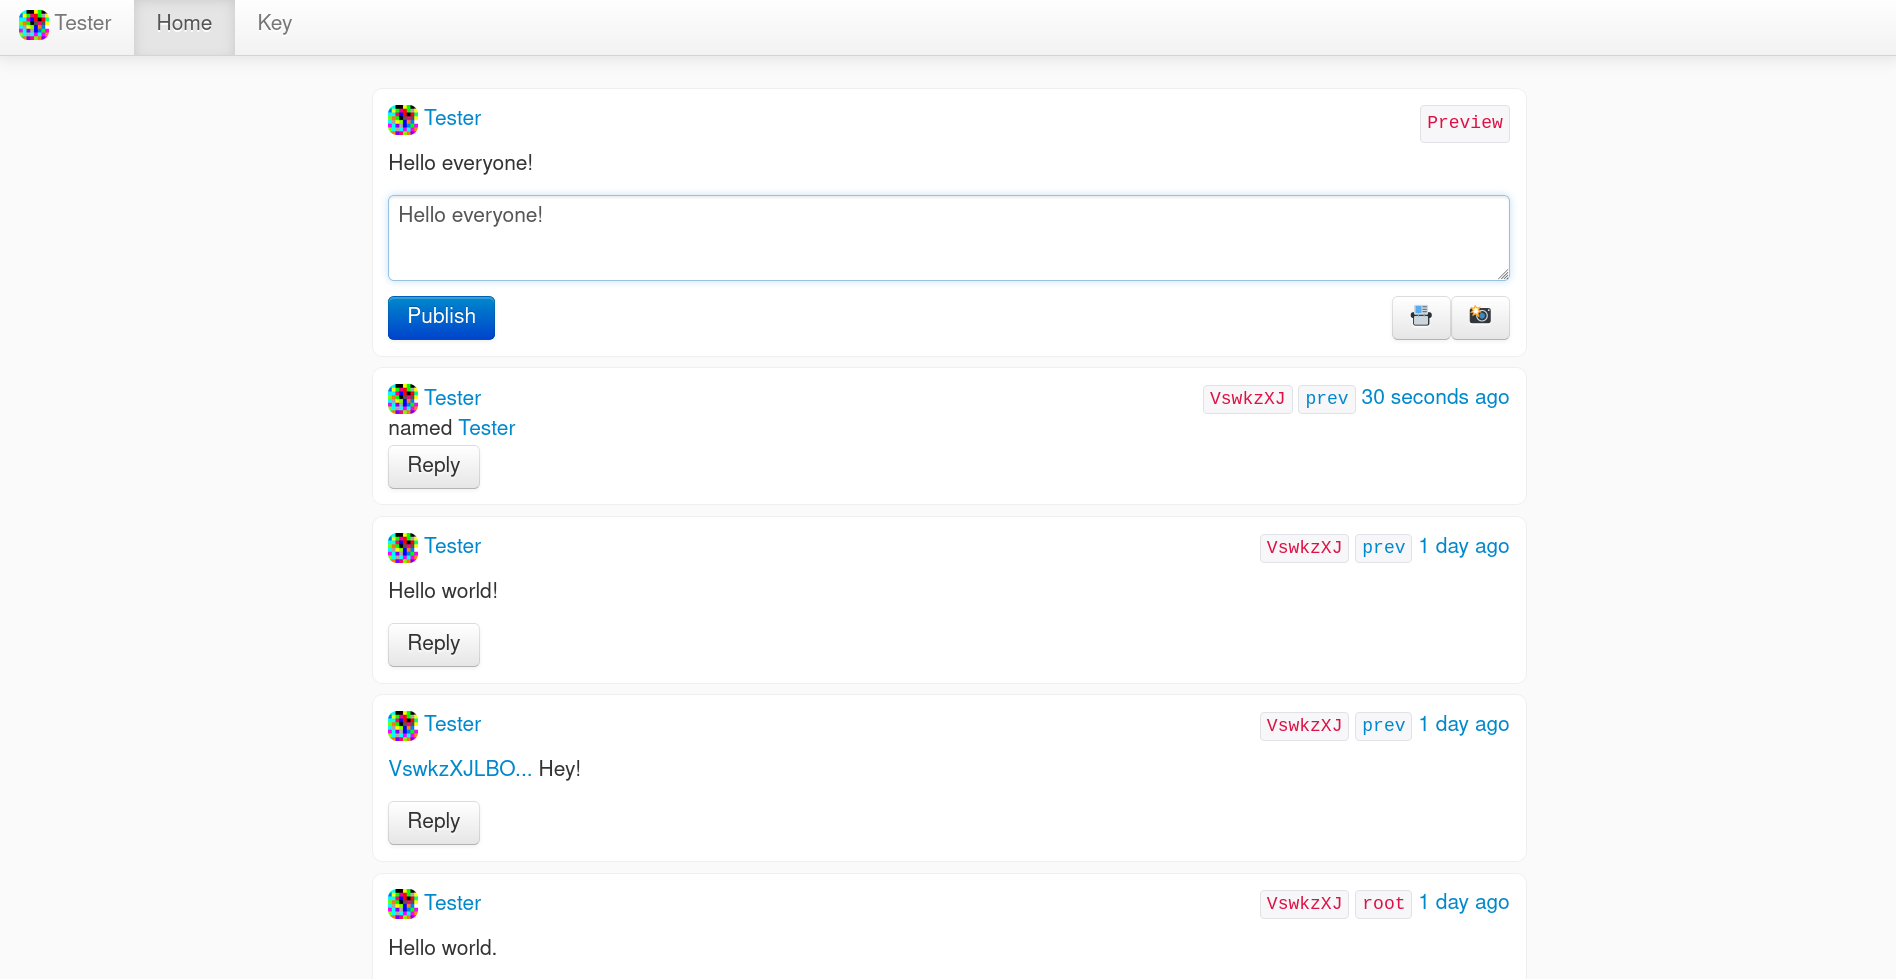 Tester Home Key
Tester Preview
Hello everyone!
Hello everyone!
Publish
Tester VswkzXJ prev 30 seconds ago
named Tester
Reply
Tester VswkzXJ prev 1 day ago
Hello world!
Reply
Tester VswkzXJ prev 1 day ago
VswkzXJLBO... Hey!
Reply
Tester VswkzXJ root 1 day ago
Hello world.